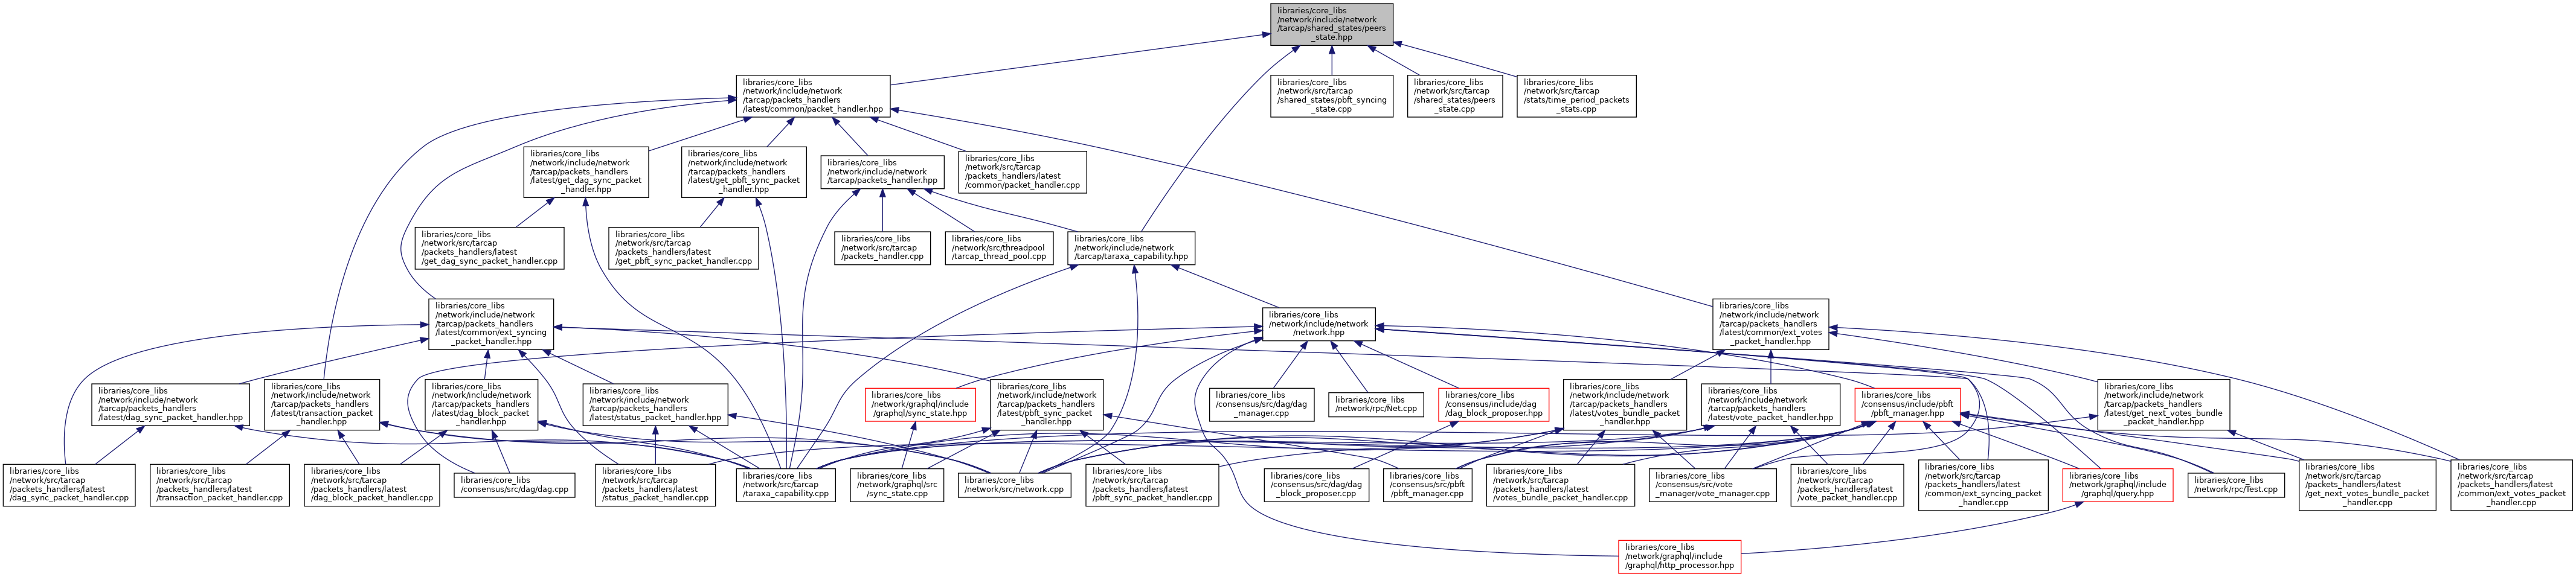 libraries/core_libs
/network/include/network
/tarcap/shared_states/peers
_state.hpp
libraries/core_libs
/network/include/network
/tarcap/packets_handlers
/latest/common/packet_handler.hpp
libraries/core_libs
/network/src/tarcap
/shared_states/pbft_syncing
_state.cpp
libraries/core_libs
/network/src/tarcap
/shared_states/peers
_state.cpp
libraries/core_libs
/network/src/tarcap
/stats/time_period_packets
_stats.cpp
libraries/core_libs
/network/include/network
/tarcap/packets_handlers
/latest/get_dag_sync_packet
_handler.hpp
libraries/core_libs
/network/include/network
/tarcap/packets_handlers
/latest/get_pbft_sync_packet
_handler.hpp
libraries/core_libs
/network/include/network
/tarcap/packets_handler.hpp
libraries/core_libs
/network/src/tarcap
/packets_handlers/latest
/common/packet_handler.cpp
libraries/core_libs
/network/src/tarcap
/packets_handlers/latest
/get_dag_sync_packet_handler.cpp
libraries/core_libs
/network/src/tarcap
/packets_handlers/latest
/get_pbft_sync_packet_handler.cpp
libraries/core_libs
/network/src/tarcap
/packets_handler.cpp
libraries/core_libs
/network/src/threadpool
/tarcap_thread_pool.cpp
libraries/core_libs
/network/include/network
/tarcap/taraxa_capability.hpp
libraries/core_libs
/network/include/network
/tarcap/packets_handlers
/latest/common/ext_syncing
_packet_handler.hpp
libraries/core_libs
/network/include/network
/network.hpp
libraries/core_libs
/network/include/network
/tarcap/packets_handlers
/latest/common/ext_votes
_packet_handler.hpp
libraries/core_libs
/network/include/network
/tarcap/packets_handlers
/latest/dag_sync_packet_handler.hpp
libraries/core_libs
/network/include/network
/tarcap/packets_handlers
/latest/transaction_packet
_handler.hpp
libraries/core_libs
/network/include/network
/tarcap/packets_handlers
/latest/dag_block_packet
_handler.hpp
libraries/core_libs
/network/include/network
/tarcap/packets_handlers
/latest/status_packet_handler.hpp
libraries/core_libs
/network/graphql/include
/graphql/sync_state.hpp
libraries/core_libs
/network/include/network
/tarcap/packets_handlers
/latest/pbft_sync_packet
_handler.hpp
libraries/core_libs
/consensus/src/dag/dag
_manager.cpp
libraries/core_libs
/network/rpc/Net.cpp
libraries/core_libs
/consensus/include/dag
/dag_block_proposer.hpp
libraries/core_libs
/network/include/network
/tarcap/packets_handlers
/latest/votes_bundle_packet
_handler.hpp
libraries/core_libs
/network/include/network
/tarcap/packets_handlers
/latest/vote_packet_handler.hpp
libraries/core_libs
/consensus/include/pbft
/pbft_manager.hpp
libraries/core_libs
/network/include/network
/tarcap/packets_handlers
/latest/get_next_votes_bundle
_packet_handler.hpp
libraries/core_libs
/network/src/tarcap
/packets_handlers/latest
/dag_sync_packet_handler.cpp
libraries/core_libs
/network/src/tarcap
/packets_handlers/latest
/transaction_packet_handler.cpp
libraries/core_libs
/network/src/tarcap
/packets_handlers/latest
/dag_block_packet_handler.cpp
libraries/core_libs
/consensus/src/dag/dag.cpp
libraries/core_libs
/network/src/tarcap
/packets_handlers/latest
/status_packet_handler.cpp
libraries/core_libs
/network/src/tarcap
/taraxa_capability.cpp
libraries/core_libs
/network/graphql/src
/sync_state.cpp
libraries/core_libs
/network/src/network.cpp
libraries/core_libs
/network/src/tarcap
/packets_handlers/latest
/pbft_sync_packet_handler.cpp
libraries/core_libs
/consensus/src/dag/dag
_block_proposer.cpp
libraries/core_libs
/consensus/src/pbft
/pbft_manager.cpp
libraries/core_libs
/network/src/tarcap
/packets_handlers/latest
/votes_bundle_packet_handler.cpp
libraries/core_libs
/consensus/src/vote
_manager/vote_manager.cpp
libraries/core_libs
/network/src/tarcap
/packets_handlers/latest
/vote_packet_handler.cpp
libraries/core_libs
/network/src/tarcap
/packets_handlers/latest
/common/ext_syncing_packet
_handler.cpp
libraries/core_libs
/network/graphql/include
/graphql/query.hpp
libraries/core_libs
/network/rpc/Test.cpp
libraries/core_libs
/network/src/tarcap
/packets_handlers/latest
/get_next_votes_bundle_packet
_handler.cpp
libraries/core_libs
/network/src/tarcap
/packets_handlers/latest
/common/ext_votes_packet
_handler.cpp
libraries/core_libs
/network/graphql/include
/graphql/http_processor.hpp